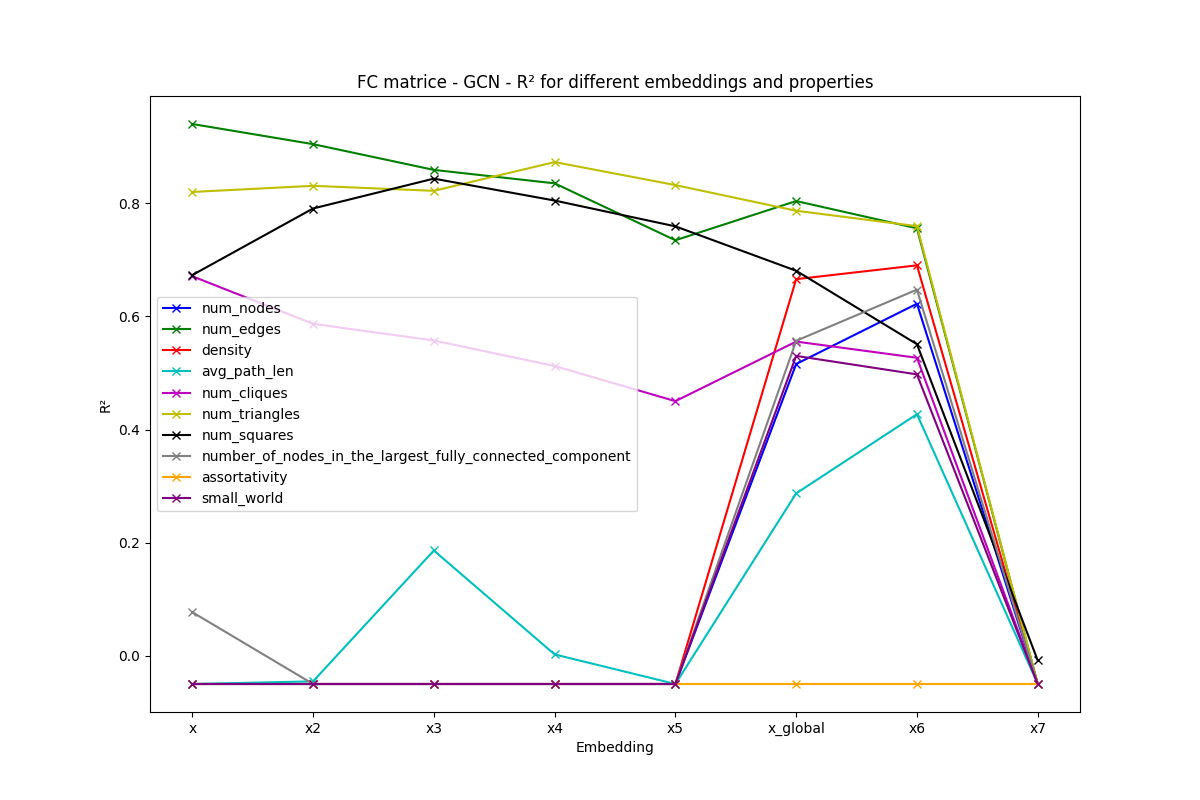 FC matrice - GCN - R² for different embeddings and properties
R²
0.8
0.6
0.4
0.2
0.0
num_nodes
num_edges
density
avg_path_len
num_cliques
num_triangles
num_squares
number_of_nodes_in_the_largest_fully_connected_component
assortativity
small_world
x x2 x3 x4 x5 x_global x6 x7
Embedding